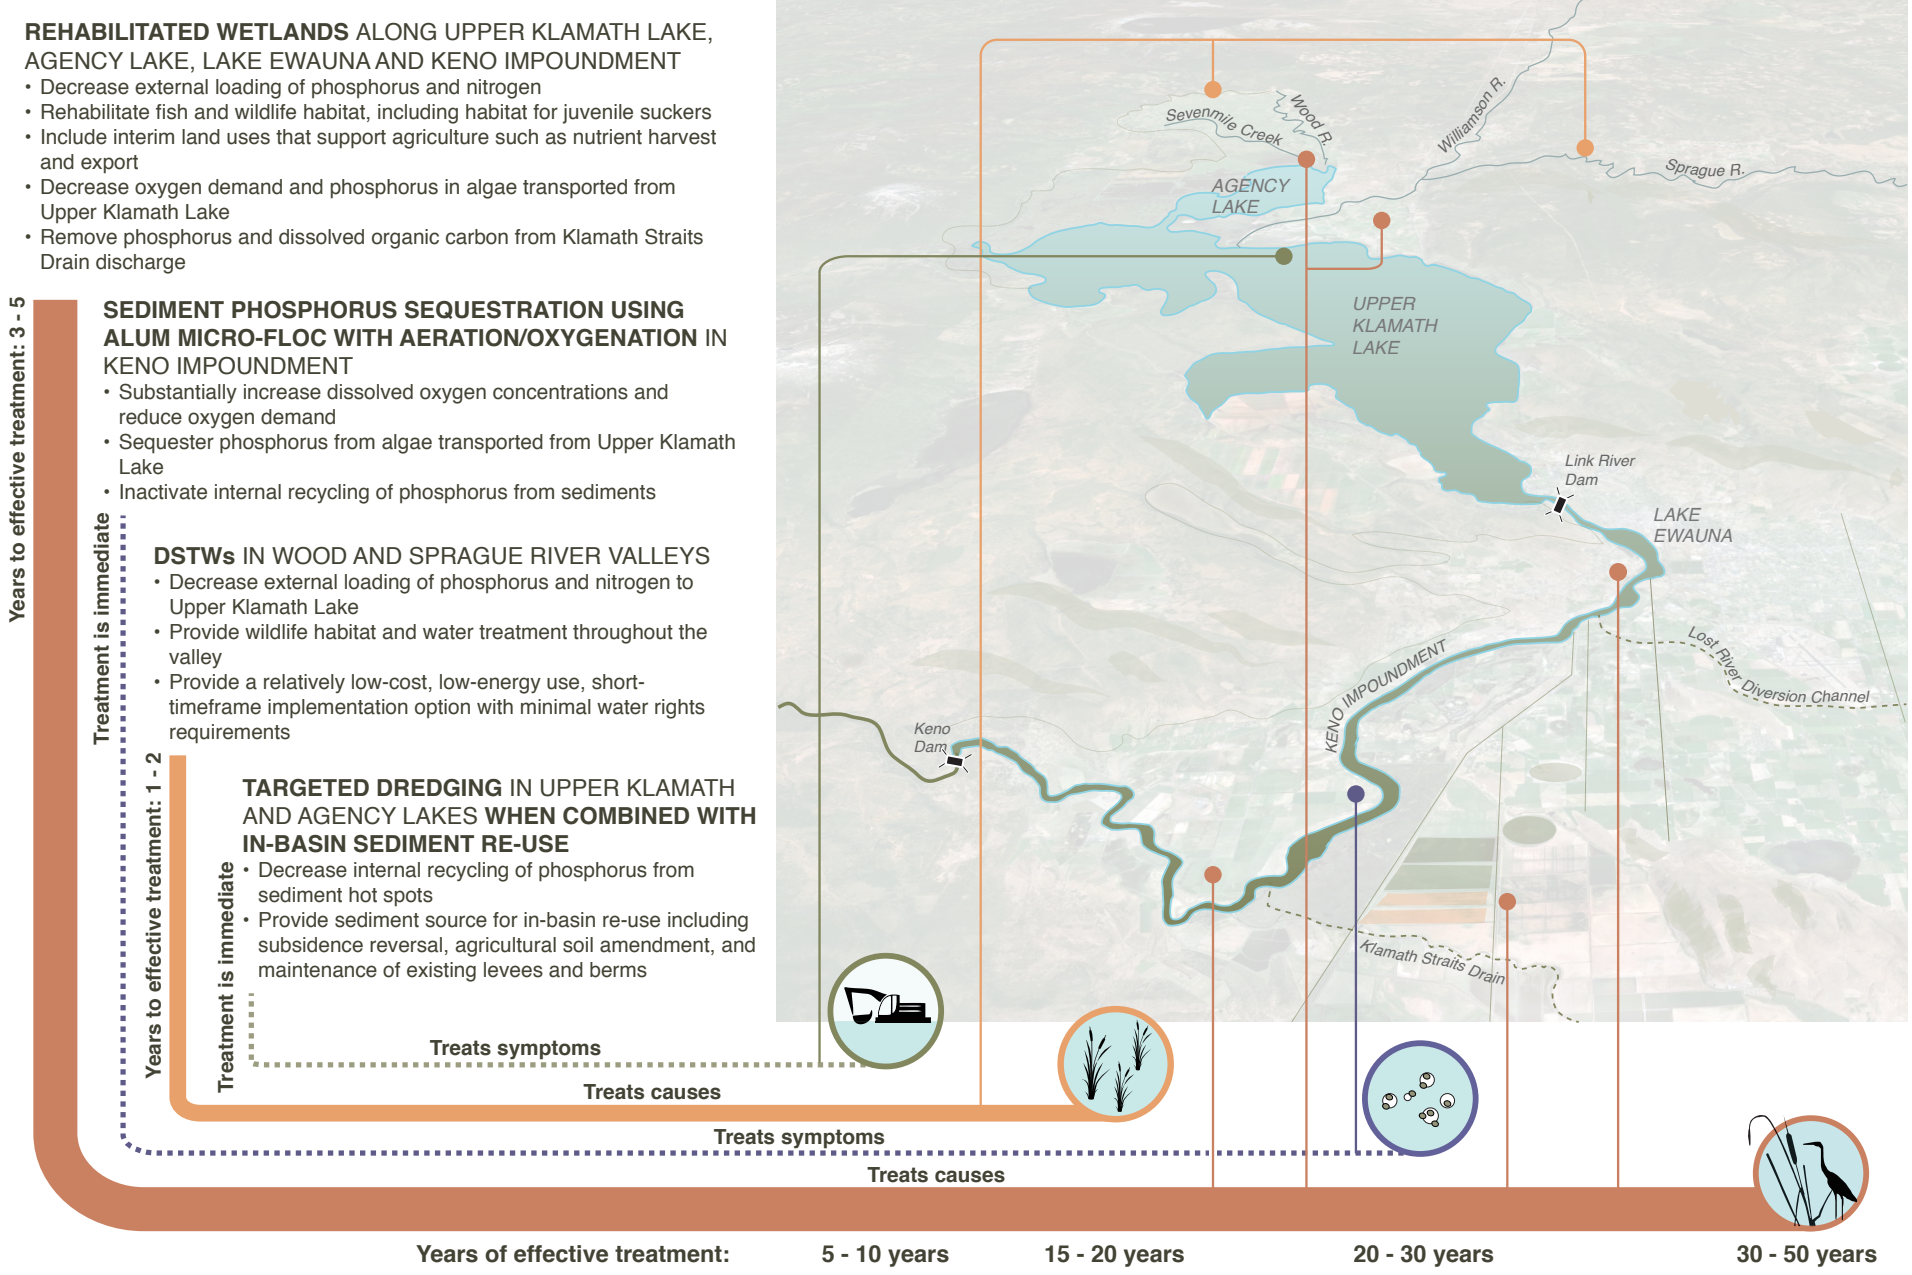 REHABILITATED WETLANDS ALONG UPPER KLAMATH LAKE,
AGENCY LAKE, LAKE EWAUNA AND KENO IMPOUNDMENT
• Decrease external loading of phosphorus and nitrogen
• Rehabilitate fish and wildlife habitat, including habitat for juvenile suckers
• Include interim land uses that support agriculture such as nutrient harvest
and export
• Decrease oxygen demand and phosphorus in algae transported from
Upper Klamath Lake
• Remove phosphorus and dissolved organic carbon from Klamath Straits
Drain discharge
Years to effective treatment: 3 - 5
SEDIMENT PHOSPHORUS SEQUESTRATION USING
ALUM MICRO-FLOC WITH AERATION/OXYGENATION IN
KENO IMPOUNDMENT
• Substantially increase dissolved oxygen concentrations and
reduce oxygen demand
• Sequester phosphorus from algae transported from Upper Klamath
Lake
• Inactivate internal recycling of phosphorus from sediments
Treatment is immediate
DSTWs IN WOOD AND SPRAGUE RIVER VALLEYS
• Decrease external loading of phosphorus and nitrogen to
Upper Klamath Lake
• Provide wildlife habitat and water treatment throughout the
valley
• Provide a relatively low-cost, low-energy use, short-
timeframe implementation option with minimal water rights
requirements
Years to effective treatment: 1 - 2
TARGETED DREDGING IN UPPER KLAMATH
AND AGENCY LAKES WHEN COMBINED WITH
IN-BASIN SEDIMENT RE-USE
• Decrease internal recycling of phosphorus from
sediment hot spots
• Provide sediment source for in-basin re-use including
subsidence reversal, agricultural soil amendment, and
maintenance of existing levees and berms
Treatment is immediate
Treats symptoms
Treats causes
Treats symptoms
Treats causes
Years of effective treatment:
5 - 10 years
15 - 20 years
20 - 30 years
30 - 50 years
Sevenmile Creek
Wood R.
Williamson R.
Sprague R.
AGENCY
LAKE
UPPER
KLAMATH
LAKE
Link River
Dam
LAKE
EWAUNA
Lost River Diversion Channel
KENO IMPOUNDMENT
Keno
Dam
Klamath Straits Drain